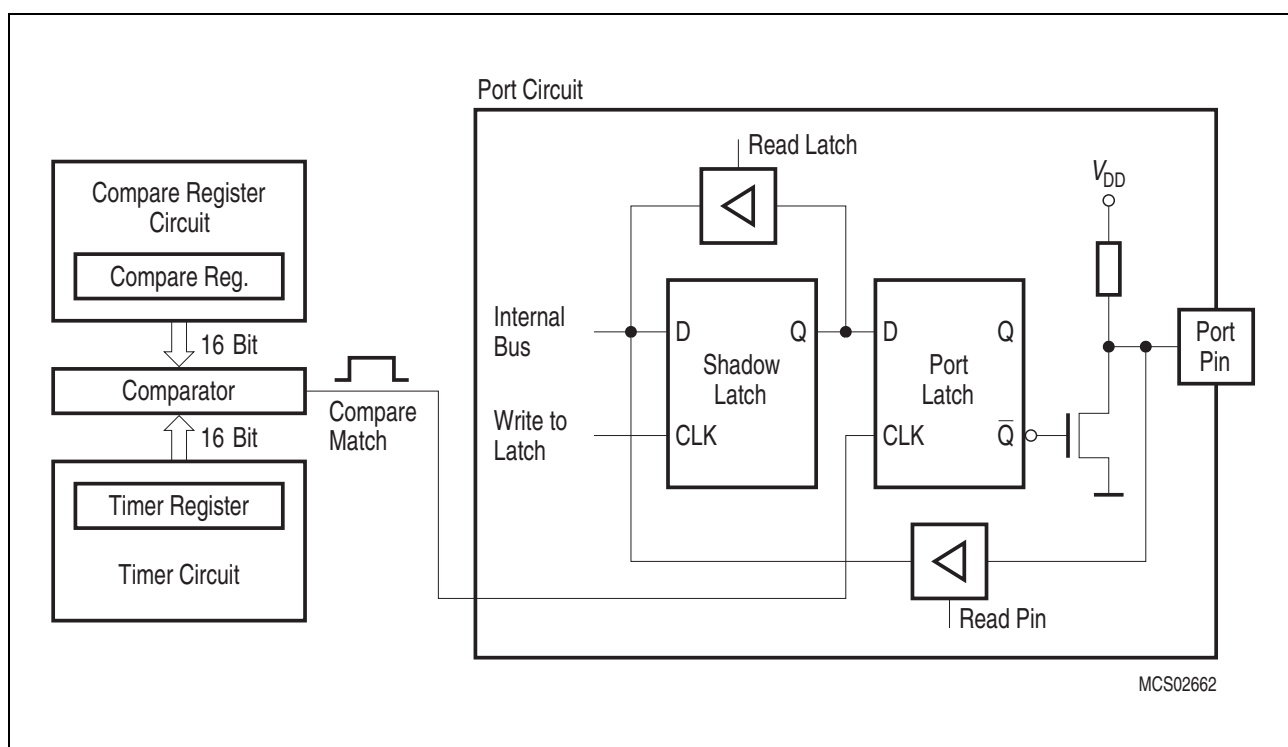 Port Circuit
Compare Register
Circuit
Compare Reg.
16 Bit
Comparator
16 Bit
Timer Register
Timer Circuit
Compare
Match
Read Latch
Internal
Bus
Write to
Latch
D
Q
Shadow
Latch
CLK
D
Q
Port
Latch
CLK
Q̅
VDD
Port
Pin
Read Pin
MCS02662